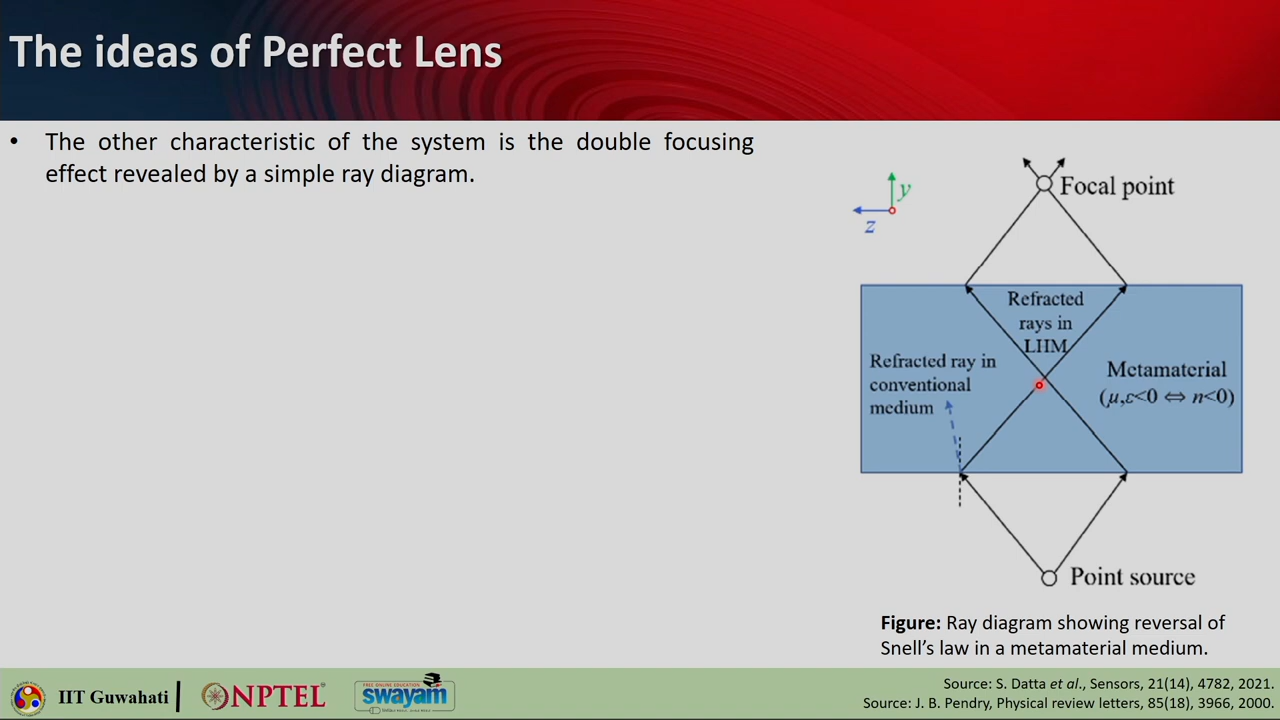 The ideas of Perfect Lens
• The other characteristic of the system is the double focusing
effect revealed by a simple ray diagram.
y
z
Focal point
Refracted
rays in
LHM
Refracted ray in
conventional
medium
Metamaterial
(μ,ε<0 ⇔ n<0)
Point source
Figure: Ray diagram showing reversal of
Snell's law in a metamaterial medium.
IIT Guwahati
NPTEL
FREE ONLINE EDUCATION
swayam
Source: S. Datta et al., Sensors, 21(14), 4782, 2021.
Source: J. B. Pendry, Physical review letters, 85(18), 3966, 2000.